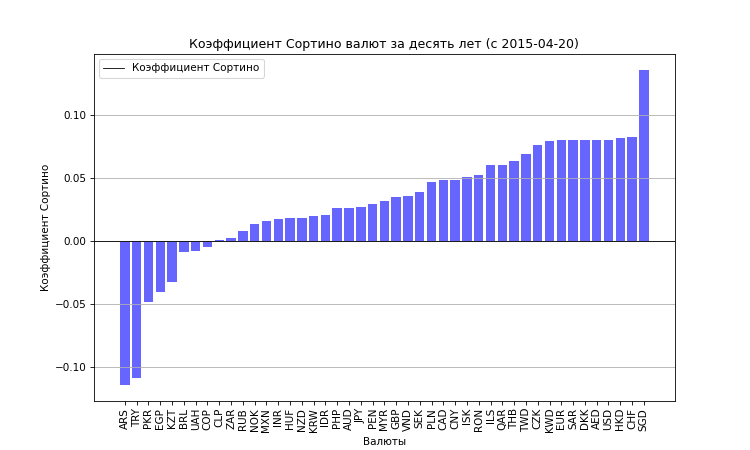 Коэффициент Сортино валют за десять лет (с 2015-04-20)
Коэффициент Сортино
Коэффициент Сортино
0.10
0.05
0.00
−0.05
−0.10
ARS TRY PKR EGP KZT BRL UAH COP CLP ZAR RUB NOK MXN INR HUF NZD KRW IDR PHP AUD JPY PEN MYR GBP VND SEK PLN CAD CNY ISK RON ILS QAR THB TWD CZK KWD EUR SAR DKK AED USD HKD CHF SGD
Валюты